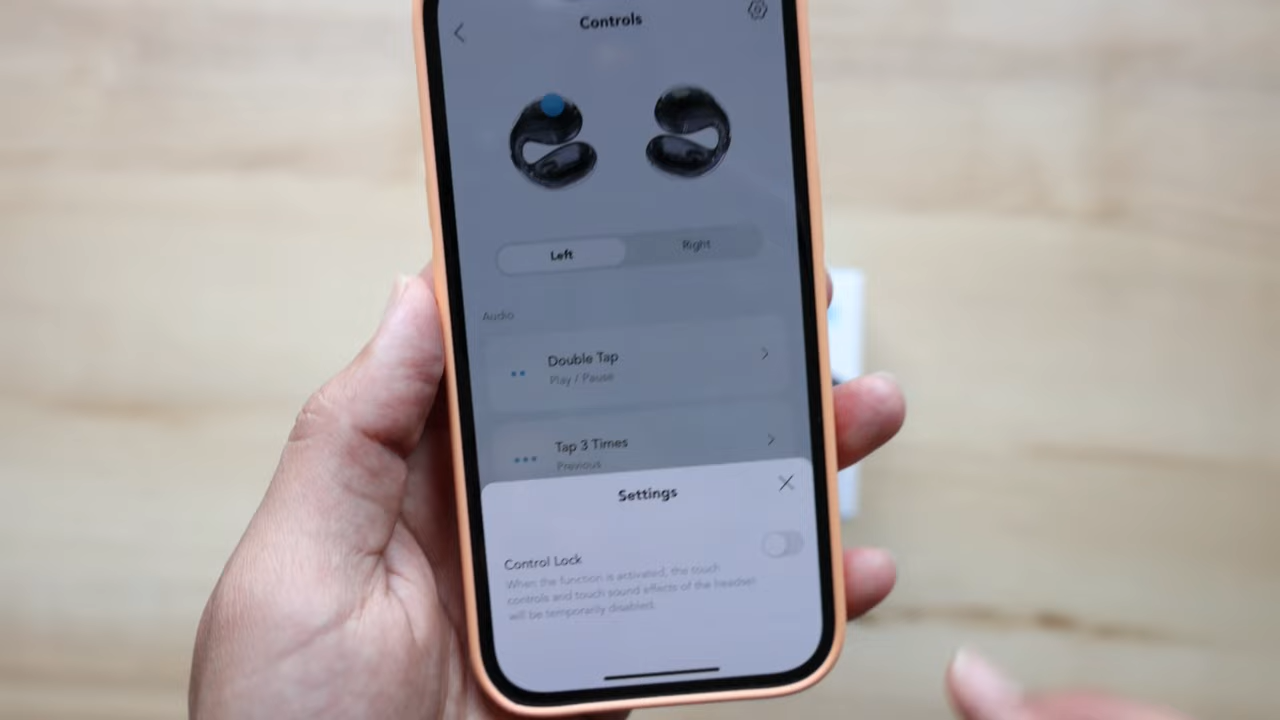 Controls
Left
Right
Audio
Double Tap
Play / Pause
Tap 3 Times
Previous
Settings
Control Lock
When the function is activated, the touch
controls and touch sound effects of the headset
will be temporarily disabled.